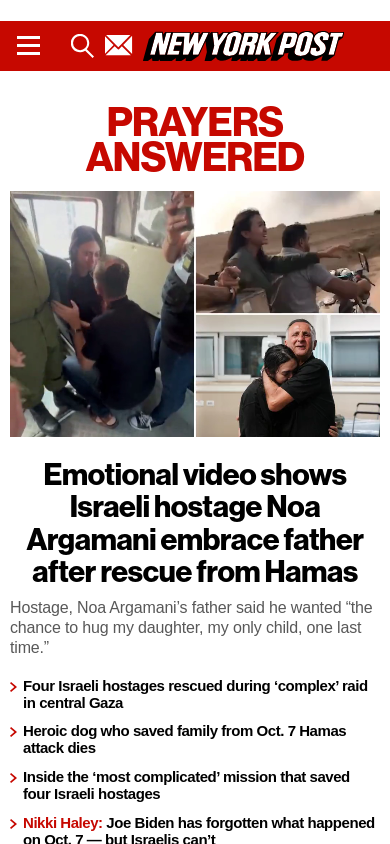 NEW YORK POST
PRAYERS
ANSWERED
Emotional video shows
Israeli hostage Noa
Argamani embrace father
after rescue from Hamas
Hostage, Noa Argamani’s father said he wanted “the
chance to hug my daughter, my only child, one last
time.”
Four Israeli hostages rescued during ‘complex’ raid
in central Gaza
Heroic dog who saved family from Oct. 7 Hamas
attack dies
Inside the ‘most complicated’ mission that saved
four Israeli hostages
Nikki Haley: Joe Biden has forgotten what happened
on Oct. 7 — but Israelis can’t